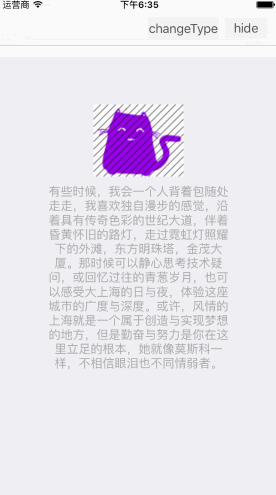 运营商 下午6:35
changeType hide
有些时候，我会一个人背着包随处
走走，我喜欢独自漫步的感觉，沿
着具有传奇色彩的世纪大道，伴着
昏黄怀旧的路灯，走过霓虹灯照耀
下的外滩，东方明珠塔，金茂大
厦。那时候可以静心思考技术疑
问，或回忆过往的青葱岁月，也可
以感受大上海的日与夜，体验这座
城市的广度与深度。或许，风情的
上海就是一个属于创造与实现梦想
的地方，但是勤奋与努力是你在这
里立足的根本，她就像莫斯科一
样，不相信眼泪也不同情弱者。